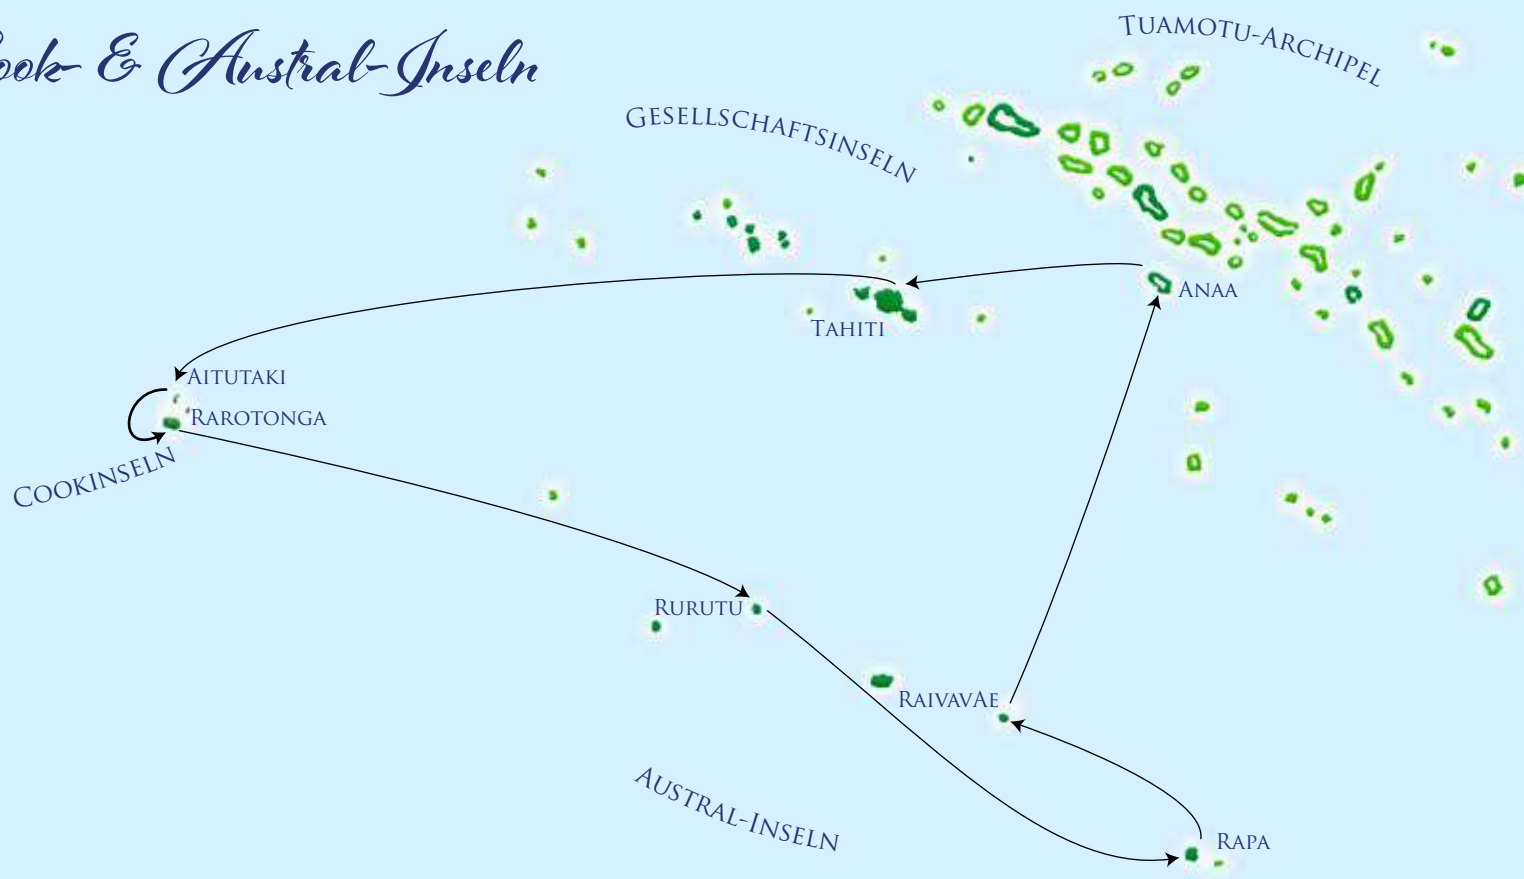 ook- & Austral-Inseln
Tuamotu-Archipel
Gesellschaftsinseln
Anaa
Tahiti
Aitutaki
Rarotonga
Cookinseln
Rurutu
RaivavAe
Austral-Inseln
Rapa